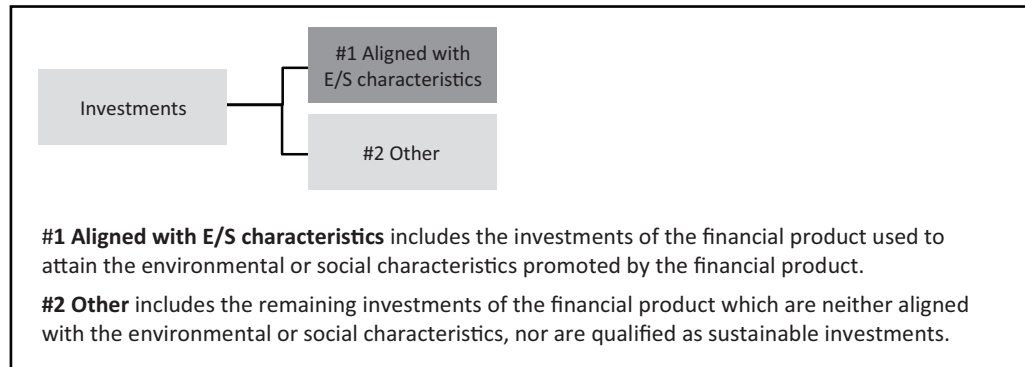 #1 Aligned with
E/S characteristics
Investments
#2 Other
#1 Aligned with E/S characteristics includes the investments of the financial product used to
attain the environmental or social characteristics promoted by the financial product.
#2 Other includes the remaining investments of the financial product which are neither aligned
with the environmental or social characteristics, nor are qualified as sustainable investments.